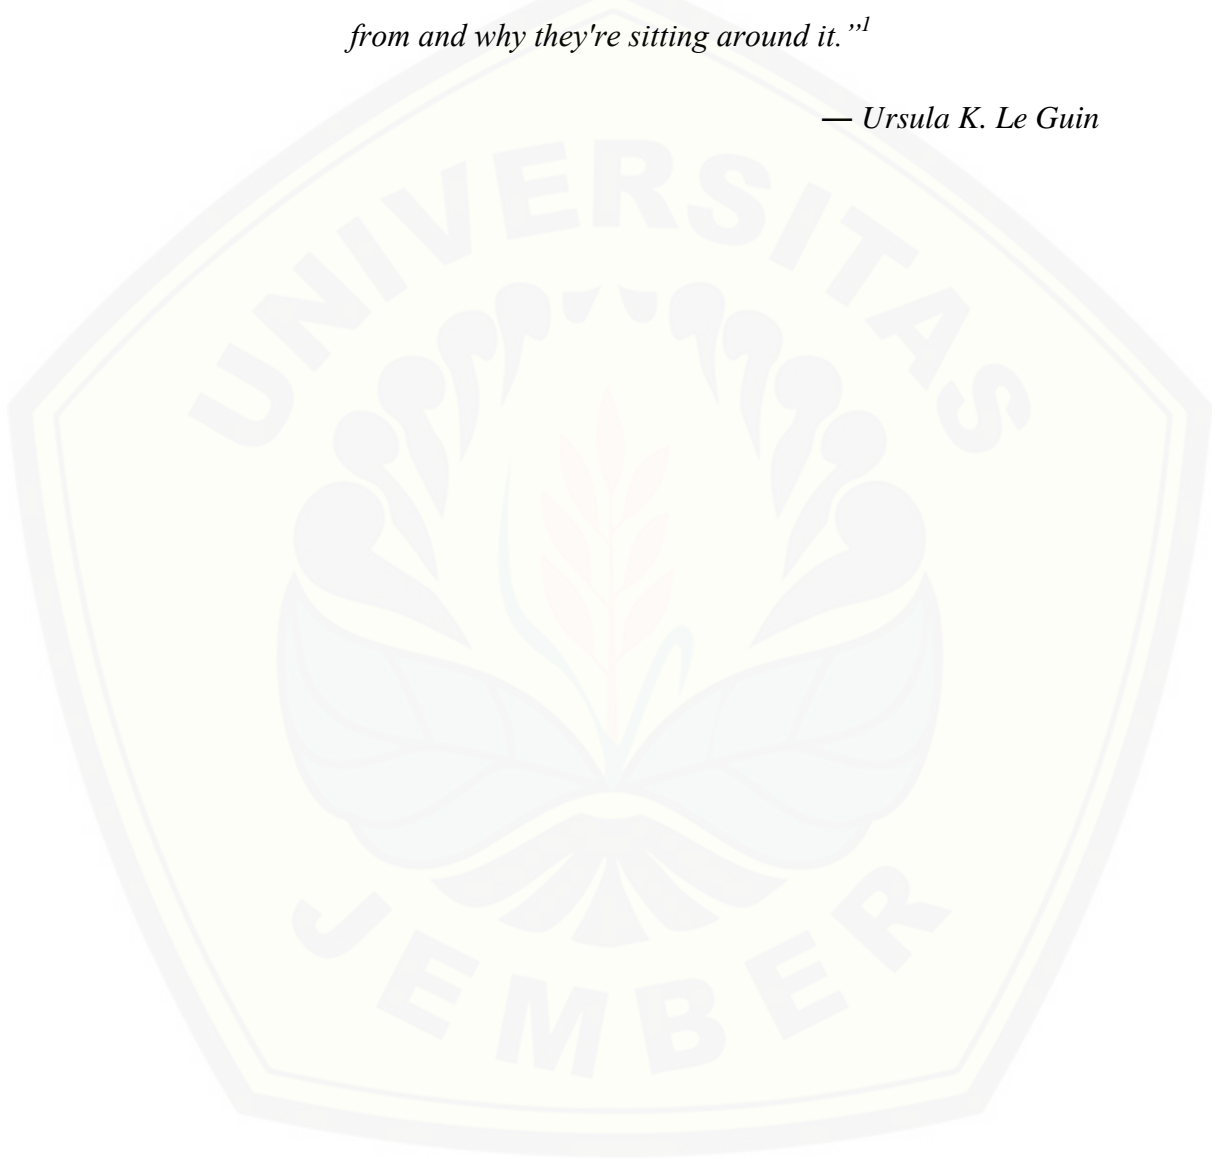 from and why they're sitting around it.”1
— Ursula K. Le Guin
UNIVERSITAS
JEMBER